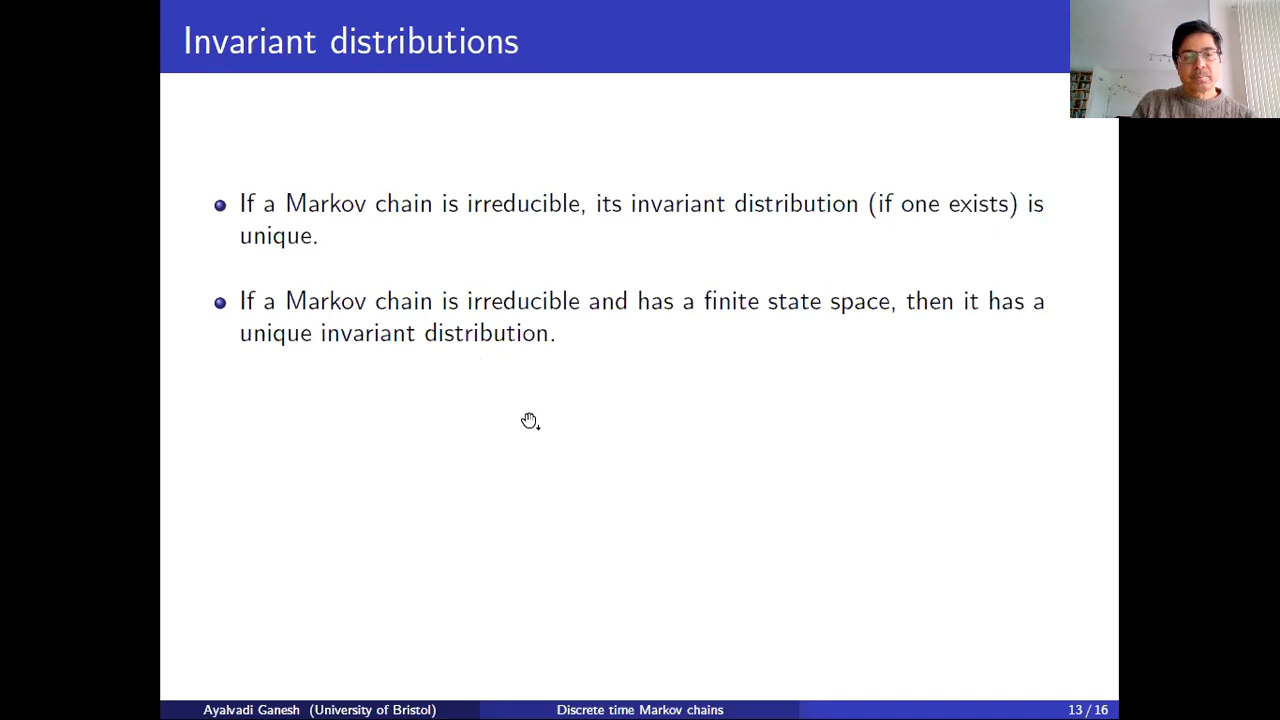 Invariant distributions
If a Markov chain is irreducible, its invariant distribution (if one exists) is
unique.
If a Markov chain is irreducible and has a finite state space, then it has a
unique invariant distribution.
Ayalvadi Ganesh (University of Bristol)
Discrete time Markov chains
13 / 16